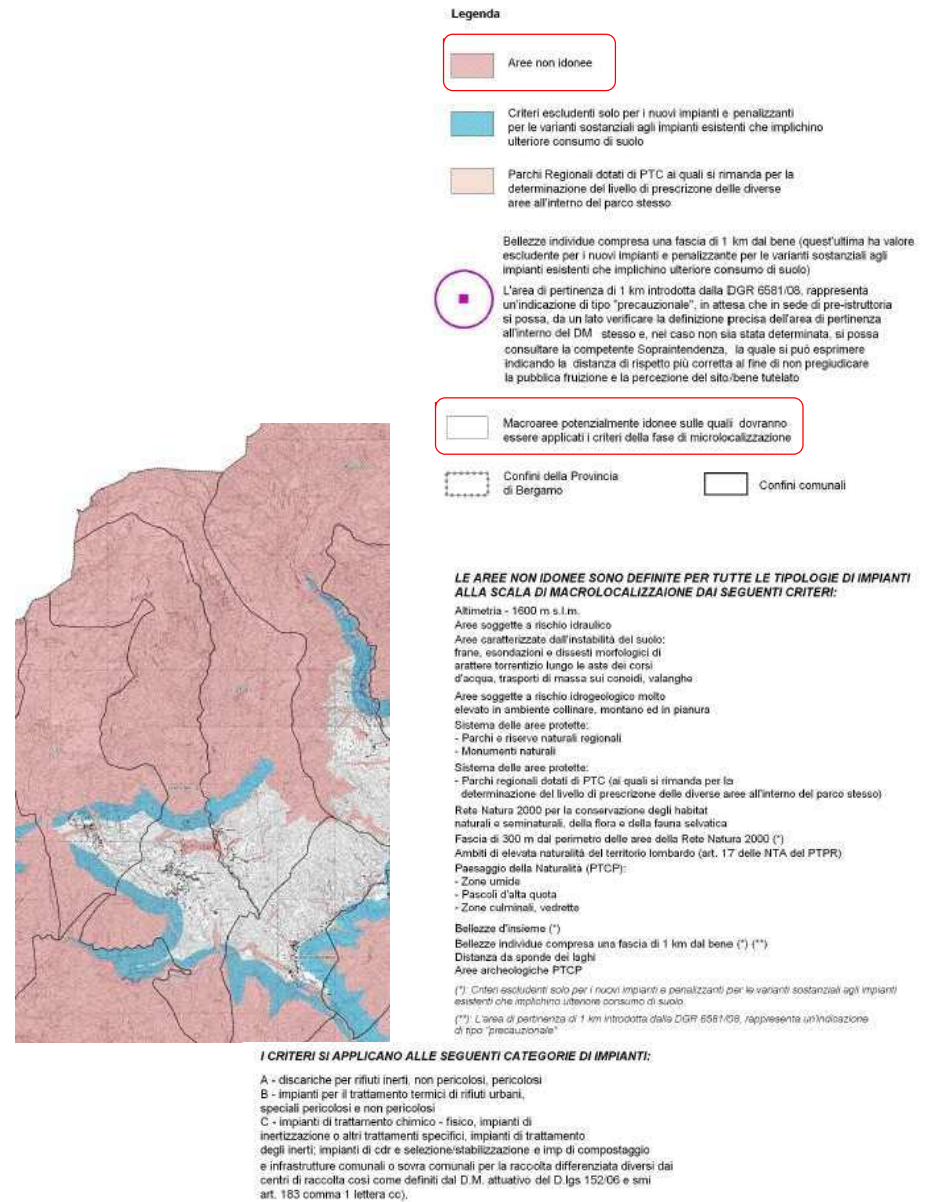 Legenda
Aree non idonee
Criteri escludenti solo per i nuovi impianti e penalizzanti
per le varianti sostanziali agli impianti esistenti che implichino
ulteriore consumo di suolo
Parchi Regionali dotati di PTC ai quali si rimanda per la
determinazione del livello di prescrizone delle diverse
aree all'interno del parco stesso
Bellezze individue compresa una fascia di 1 km dal bene (quest'ultima ha valore
escludente per i nuovi impianti e penalizzante per le varianti sostanziali agli
impianti esistenti che implichino ulteriore consumo di suolo)
L'area di pertinenza di 1 km introdotta dalla DGR 6581/08, rappresenta
un'indicazione di tipo "precauzionale", in attesa che in sede di pre-istruttoria
si possa, da un lato verificare la definizione precisa dell'area di pertinenza
all'interno del DM stesso e, nel caso non sia stata determinata, si possa
consultare la competente Sopraintendenza, la quale si può esprimere
indicando la distanza di rispetto più corretta al fine di non pregiudicare
la pubblica fruizione e la percezione del sito/bene tutelato
Macroaree potenzialmente idonee sulle quali dovranno
essere applicati i criteri della fase di microlocalizzazione
Confini della Provincia
di Bergamo
Confini comunali
LE AREE NON IDONEE SONO DEFINITE PER TUTTE LE TIPOLOGIE DI IMPIANTI
ALLA SCALA DI MACROLOCALIZZAIONE DAI SEGUENTI CRITERI:
Altimetria - 1600 m s.l.m.
Aree soggette a rischio idraulico
Aree caratterizzate dall'instabilità del suolo:
frane, esondazioni e dissesti morfologici di
arattere torrentizio lungo le aste dei corsi
d'acqua, trasporti di massa sui conoidi, valanghe
Aree soggette a rischio idrogeologico molto
elevato in ambiente collinare, montano ed in pianura
Sistema delle aree protette:
- Parchi e riserve naturali regionali
- Monumenti naturali
Sistema delle aree protette:
- Parchi regionali dotati di PTC (ai quali si rimanda per la
determinazione del livello di prescrizone delle diverse aree all'interno del parco stesso)
Rete Natura 2000 per la conservazione degli habitat
naturali e seminaturali, della flora e della fauna selvatica
Fascia di 300 m dal perimetro delle aree della Rete Natura 2000 (*)
Ambiti di elevata naturalità del territorio lombardo (art. 17 delle NTA del PTPR)
Paesaggio della Naturalità (PTCP):
- Zone umide
- Pascoli d'alta quota
- Zone culminali, vedrette
Bellezze d'insieme (*)
Bellezze individue compresa una fascia di 1 km dal bene (*) (**)
Distanza da sponde dei laghi
Aree archeologiche PTCP
(*): Criteri escludenti solo per i nuovi impianti e penalizzanti per le varianti sostanziali agli impianti
esistenti che implichino ulteriore consumo di suolo.
(**): L'area di pertinenza di 1 km introdotta dalla DGR 6581/08, rappresenta un'indicazione
di tipo "precauzionale"
I CRITERI SI APPLICANO ALLE SEGUENTI CATEGORIE DI IMPIANTI:
A - discariche per rifiuti inerti, non pericolosi, pericolosi
B - impianti per il trattamento termici di rifiuti urbani,
speciali pericolosi e non pericolosi
C - impianti di trattamento chimico - fisico, impianti di
inertizzazione o altri trattamenti specifici, impianti di trattamento
degli inerti; impianti di cdr e selezione/stabilizzazione e imp di compostaggio
e infrastrutture comunali o sovra comunali per la raccolta differenziata diversi dai
centri di raccolta così come definiti dal D.M. attuativo del D.lgs 152/06 e smi
art. 183 comma 1 lettera cc).